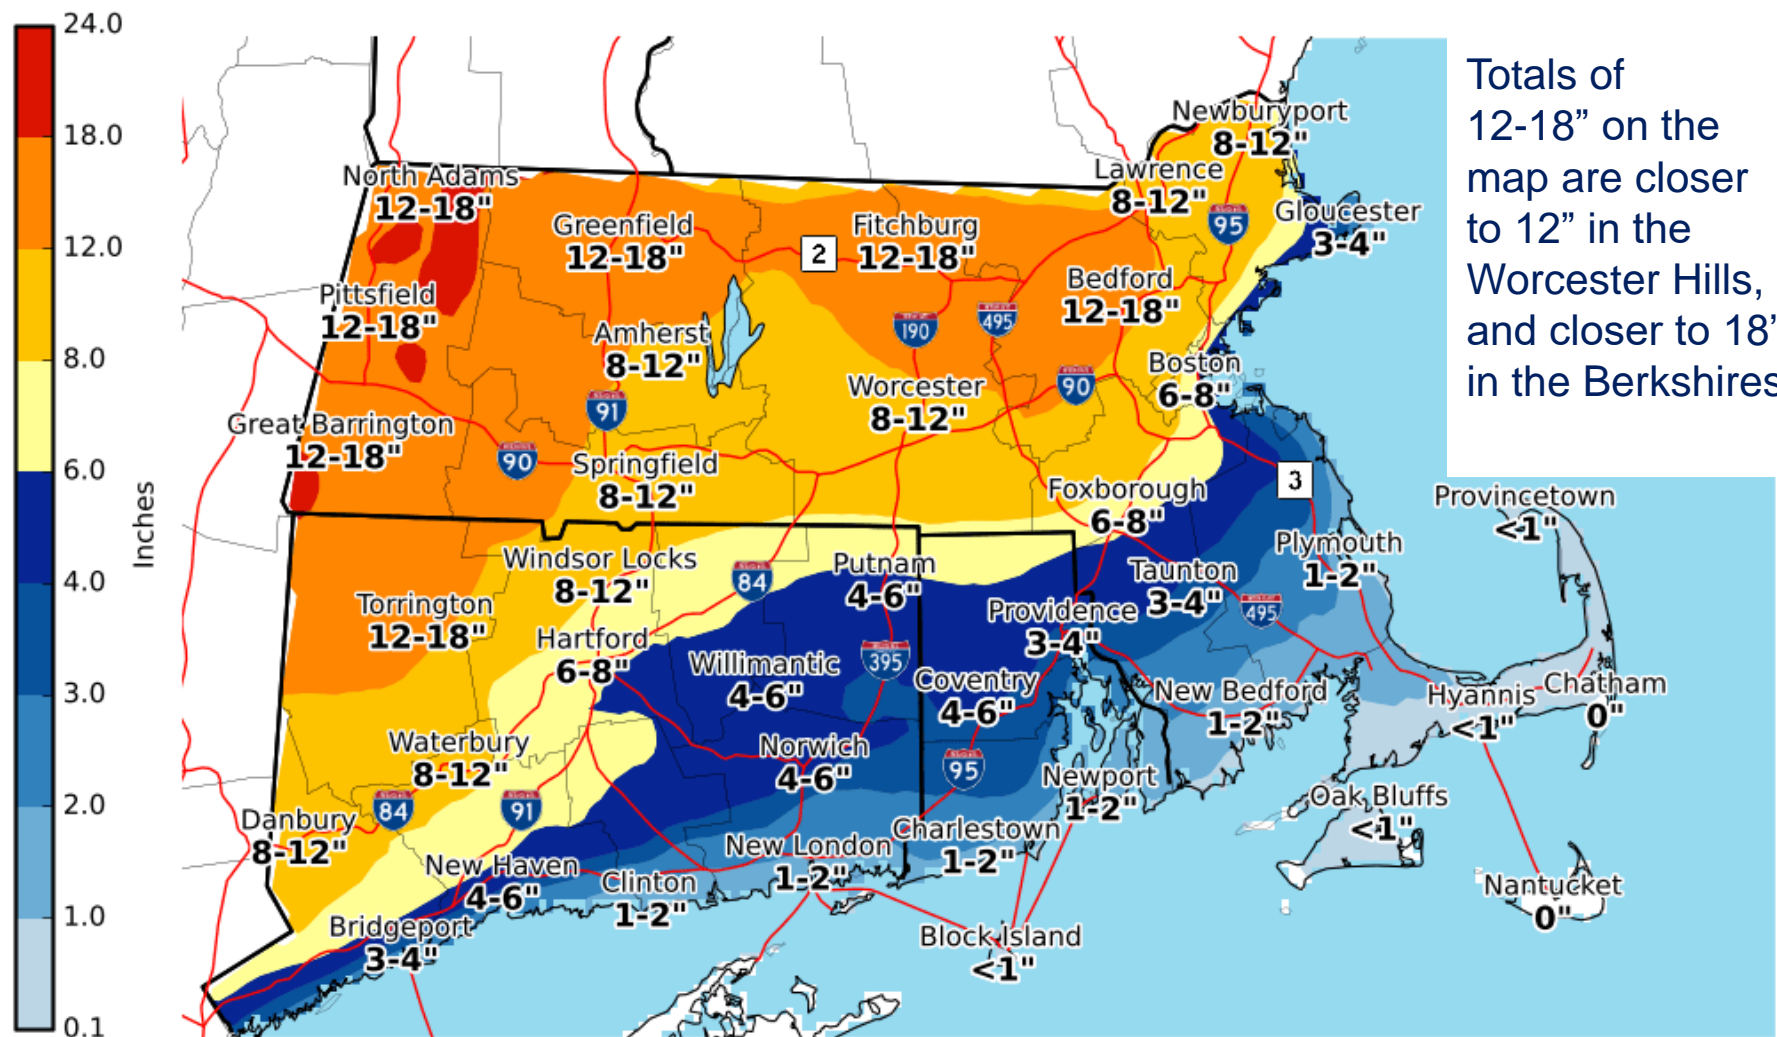 24.0
18.0
12.0
8.0
6.0
4.0
3.0
2.0
1.0
0.1
Inches
Totals of
12-18” on the
map are closer
to 12” in the
Worcester Hills,
and closer to 18”
in the Berkshires
Newburyport
8-12"
Lawrence
8-12"
North Adams
12-18"
Greenfield
12-18"
2
Fitchburg
12-18"
95
Gloucester
3-4"
Bedford
12-18"
Pittsfield
12-18"
Amherst
8-12"
190
495
Boston
6-8"
Worcester
8-12"
90
91
Great Barrington
12-18"
90
Springfield
8-12"
3
Foxborough
6-8"
Provincetown
<1"
Windsor Locks
8-12"
84
Putnam
4-6"
Plymouth
1-2"
Taunton
3-4"
Torrington
12-18"
Providence
3-4"
495
Hartford
6-8"
Willimantic
4-6"
395
Coventry
4-6"
New Bedford
1-2"
Hyannis
<1"
Chatham
0"
Waterbury
8-12"
Norwich
4-6"
95
Newport
1-2"
84
91
Oak Bluffs
<1"
Danbury
8-12"
New Haven
4-6"
Clinton
1-2"
New London
1-2"
Charlestown
1-2"
Nantucket
0"
Bridgeport
3-4"
Block Island
<1"